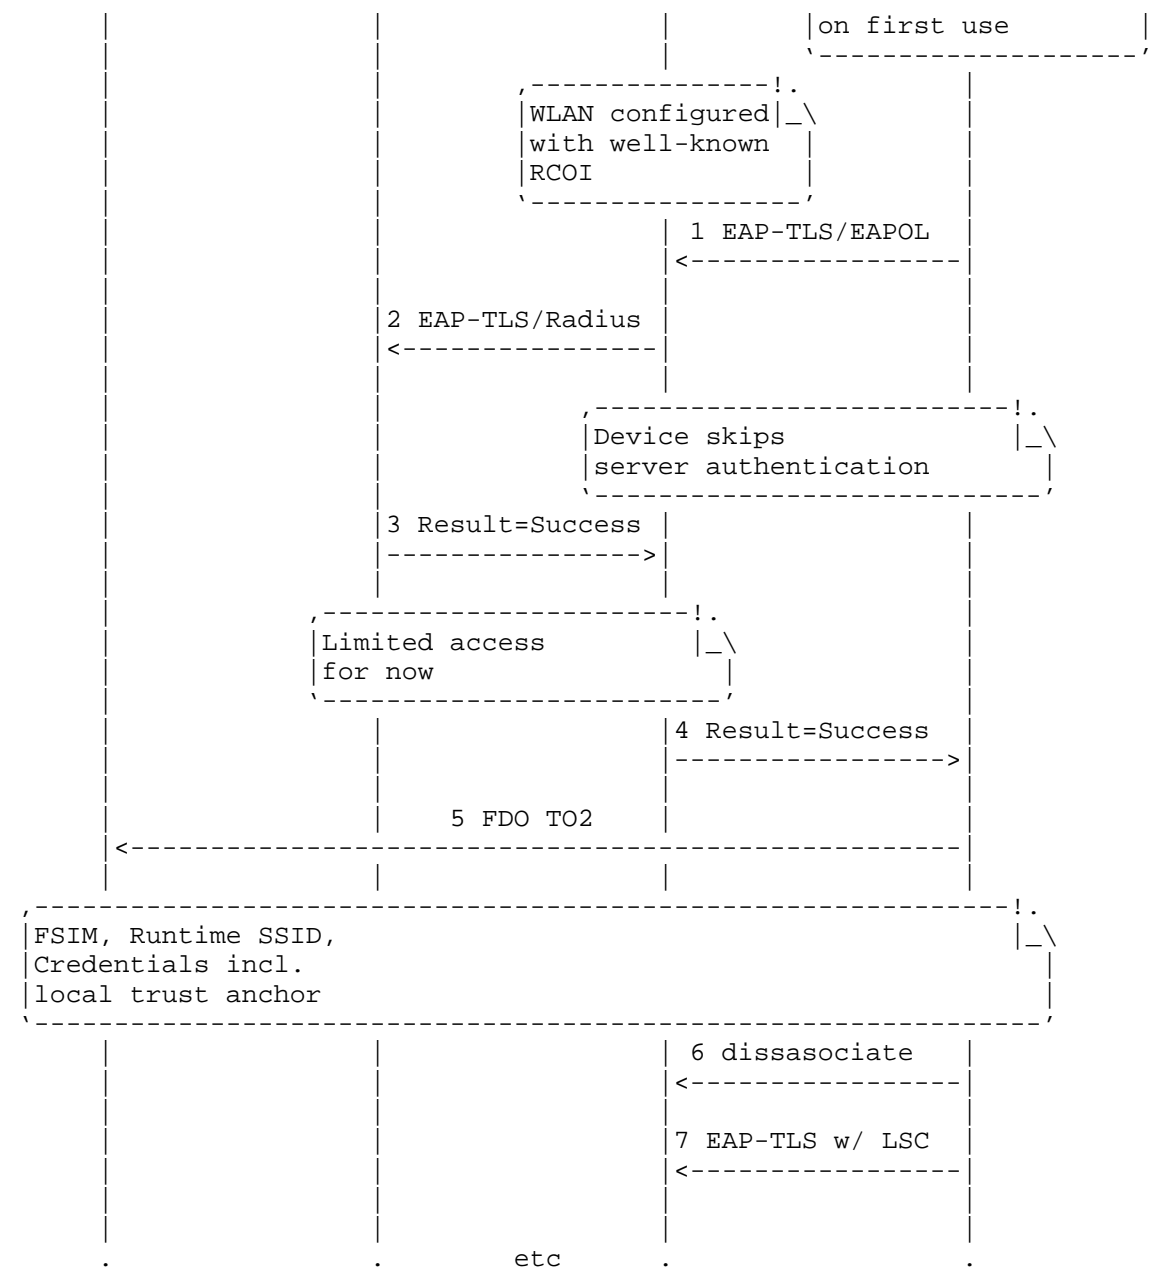 on first use
WLAN configured
with well-known
RCOI
1 EAP-TLS/EAPOL
2 EAP-TLS/Radius
Device skips
server authentication
3 Result=Success
Limited access
for now
4 Result=Success
5 FDO TO2
FSIM, Runtime SSID,
Credentials incl.
local trust anchor
6 dissasociate
7 EAP-TLS w/ LSC
etc